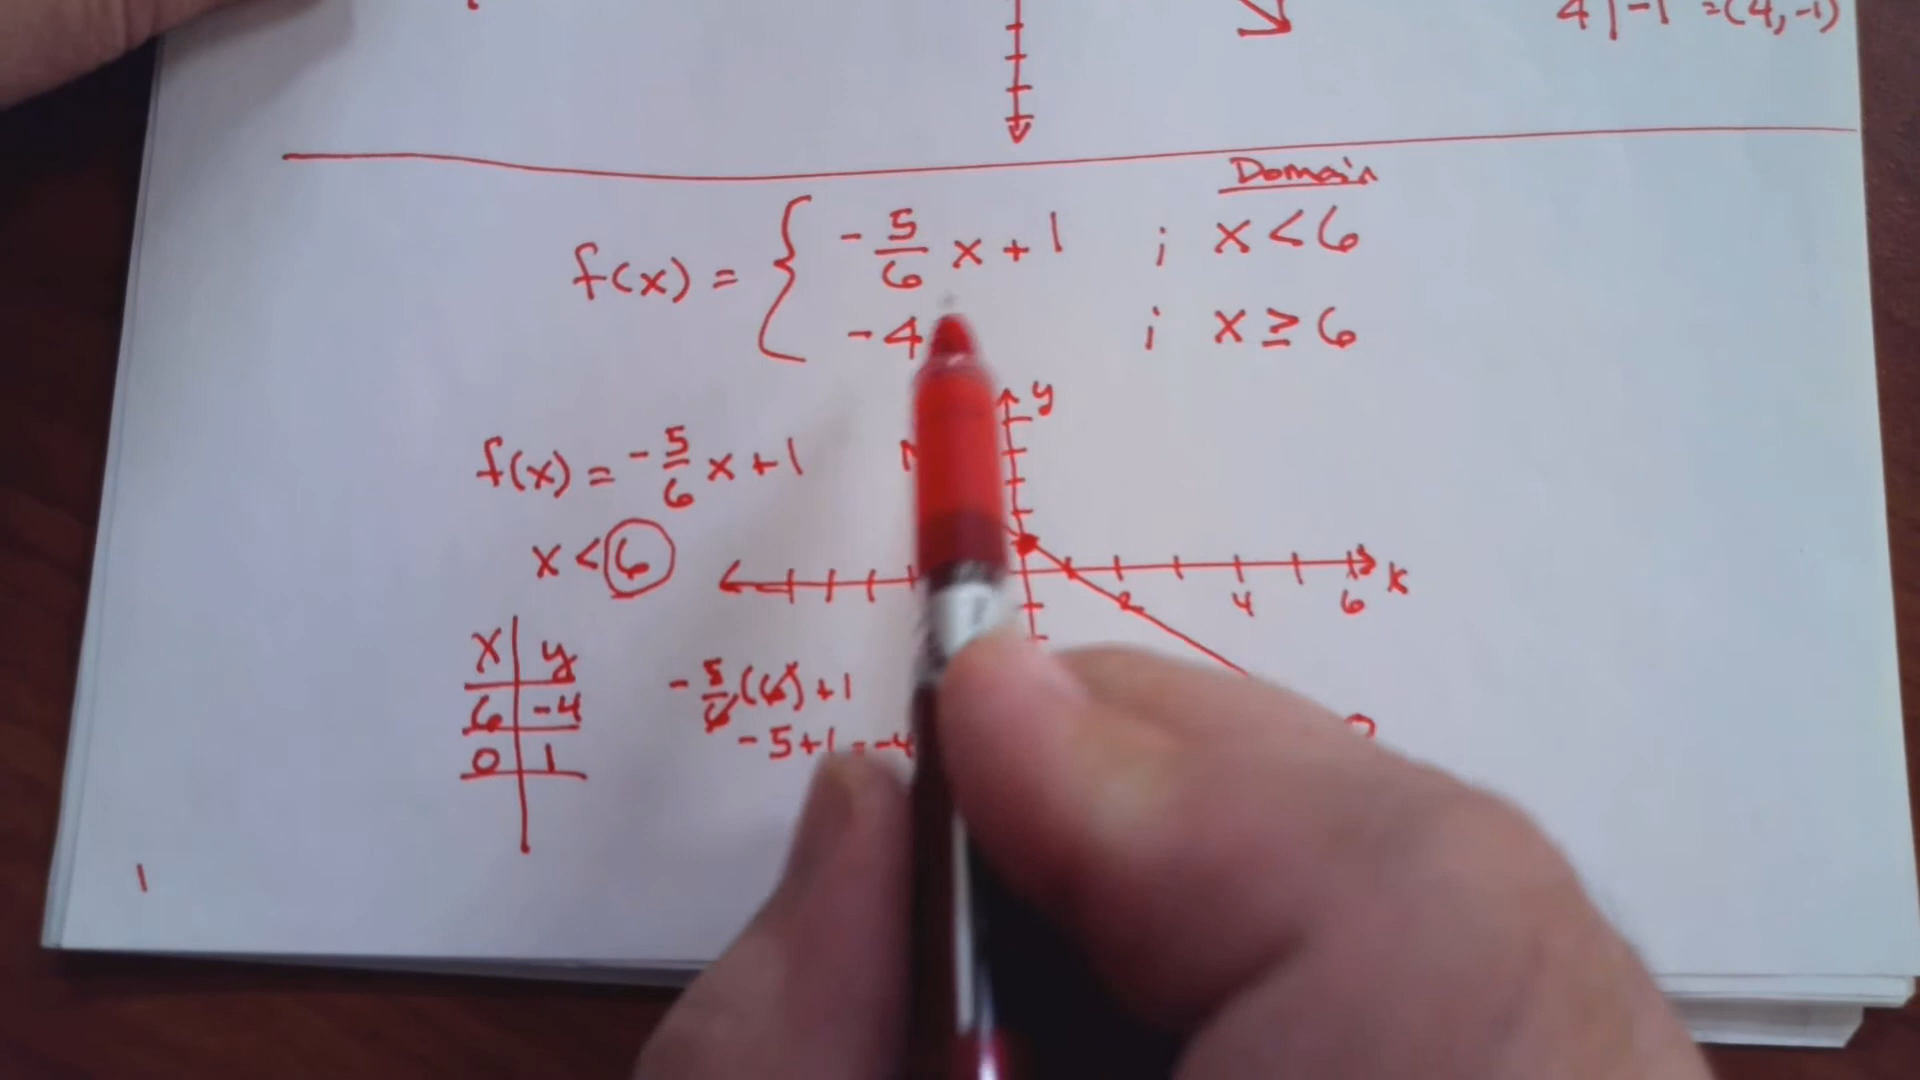 4 | -1 = (4, -1)
Domain
f(x) = { -5/6 x + 1 ; x < 6
-4 ; x ≥ 6
y
f(x) = -5/6 x + 1
x < 6
x
2 4 6
x | y
6 | -4
0 | 1
-5/6 (6) + 1
-5 + 1 = -4
1